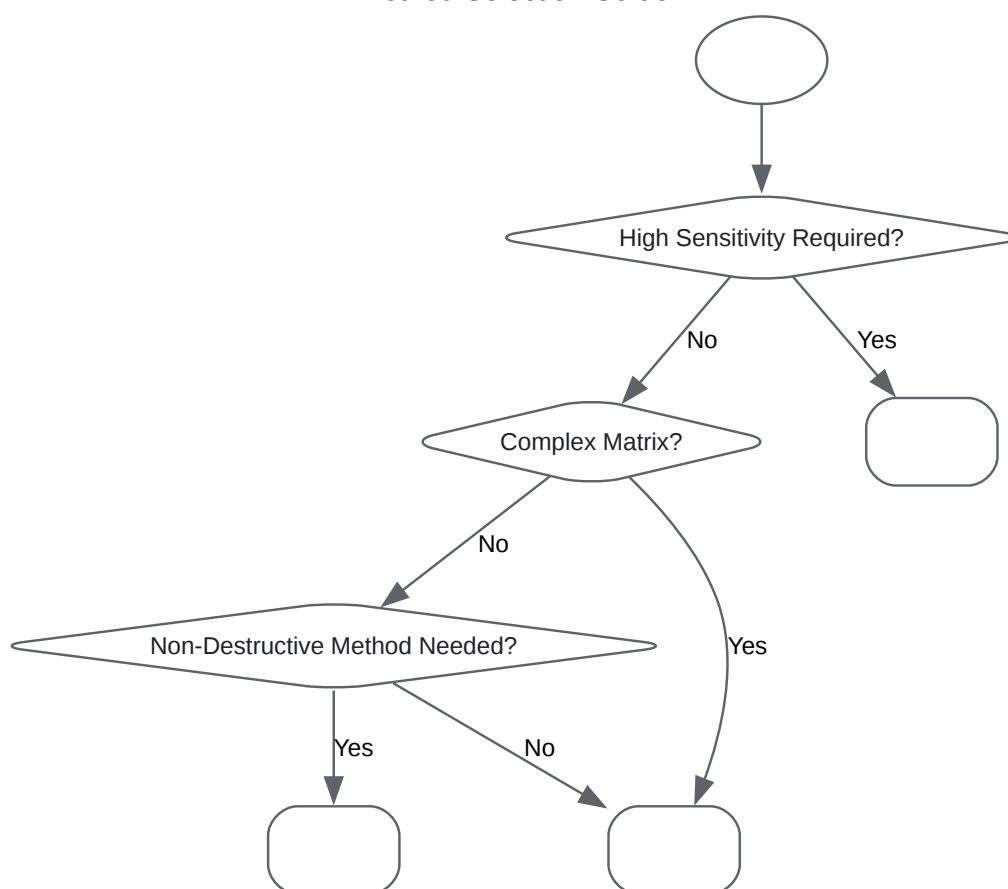 High Sensitivity Required?
No
Yes
Complex Matrix?
No
Yes
Non-Destructive Method Needed?
Yes
No